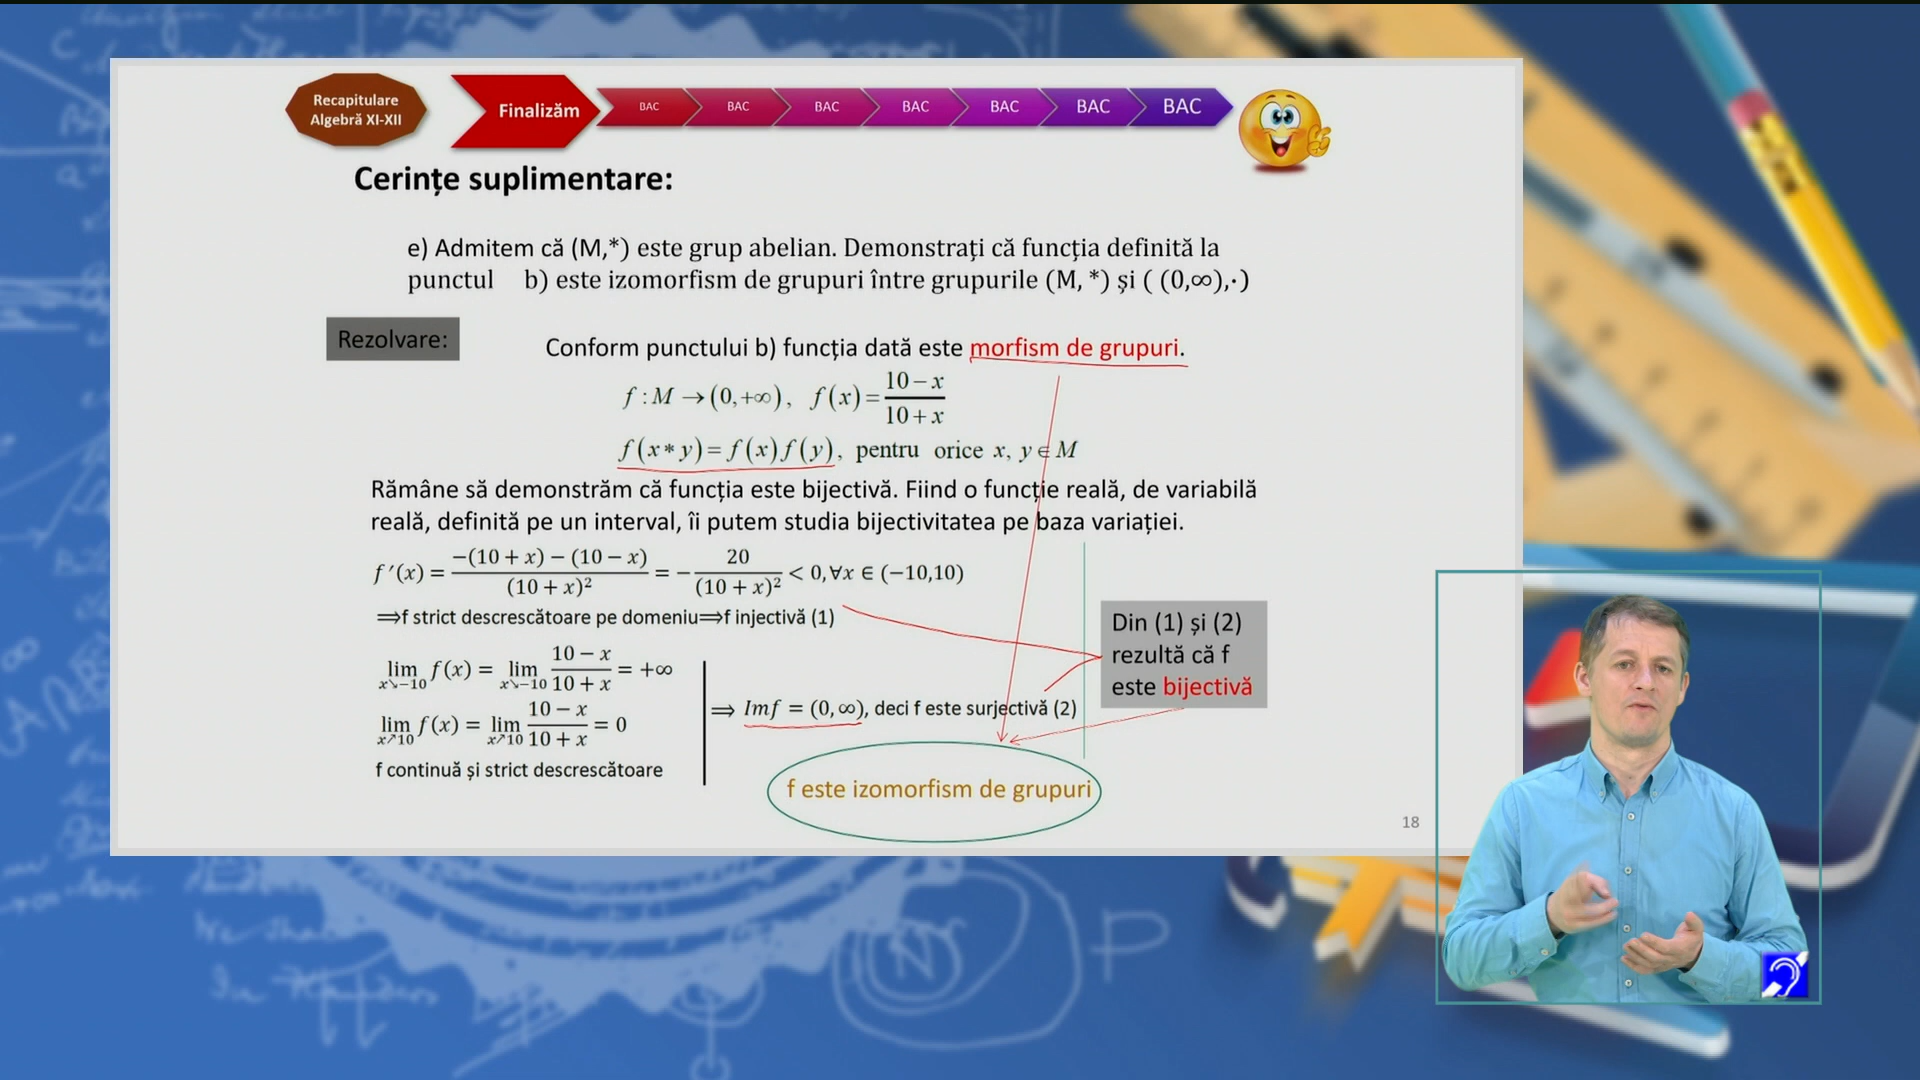 Recapitulare
Algebră XI-XII
Finalizăm
BAC
BAC
BAC
BAC
BAC
BAC
BAC
Cerințe suplimentare:
e) Admitem că (M,*) este grup abelian. Demonstrați că funcția definită la
punctul b) este izomorfism de grupuri între grupurile (M, *) și ( (0,∞),·)
Rezolvare:
Conform punctului b) funcția dată este morfism de grupuri.
f : M → (0,+∞), f(x) = (10 − x)/(10 + x)
f(x * y) = f(x) f(y), pentru orice x, y ∈ M
Rămâne să demonstrăm că funcția este bijectivă. Fiind o funcție reală, de variabilă
reală, definită pe un interval, îi putem studia bijectivitatea pe baza variației.
f ′(x) = (−(10 + x) − (10 − x))/(10 + x)² = − 20/(10 + x)² < 0, ∀x ∈ (−10,10)
⟹f strict descrescătoare pe domeniu⟹f injectivă (1)
lim x↘−10 f(x) = lim x↘−10 (10 − x)/(10 + x) = +∞
lim x↗10 f(x) = lim x↗10 (10 − x)/(10 + x) = 0
f continuă și strict descrescătoare
⟹ Imf = (0, ∞), deci f este surjectivă (2)
Din (1) și (2)
rezultă că f
este bijectivă
f este izomorfism de grupuri
18